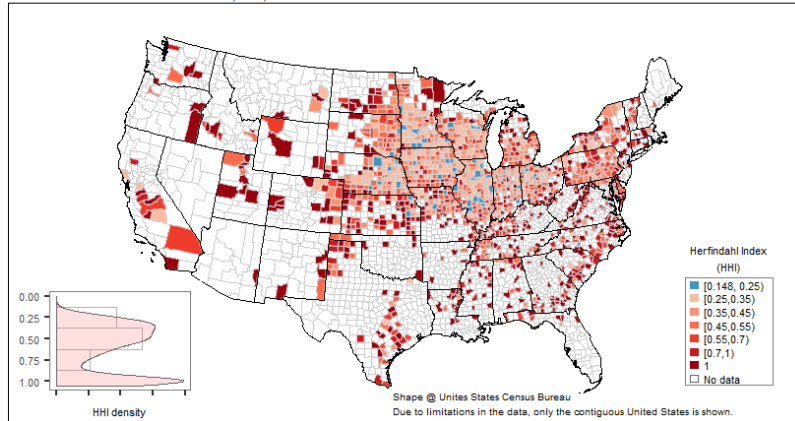 Herfindahl Index
(HHI)
[0.148, 0.25)
[0.25,0.35)
[0.35,0.45)
[0.45,0.55)
[0.55,0.7)
[0.7,1)
1
No data
0.00
0.25
0.50
0.75
1.00
HHI density
Shape @ Unites States Census Bureau
Due to limitations in the data, only the contiguous United States is shown.